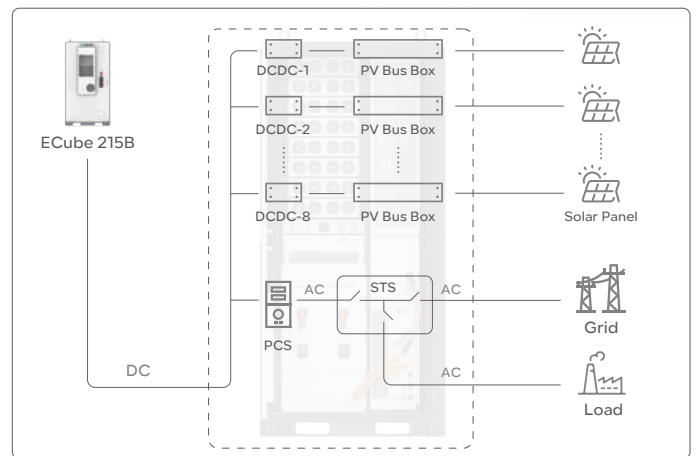 DCDC-1
PV Bus Box
ECube 215B
DCDC-2
PV Bus Box
DCDC-8
PV Bus Box
Solar Panel
AC
STS
AC
PCS
Grid
DC
AC
Load